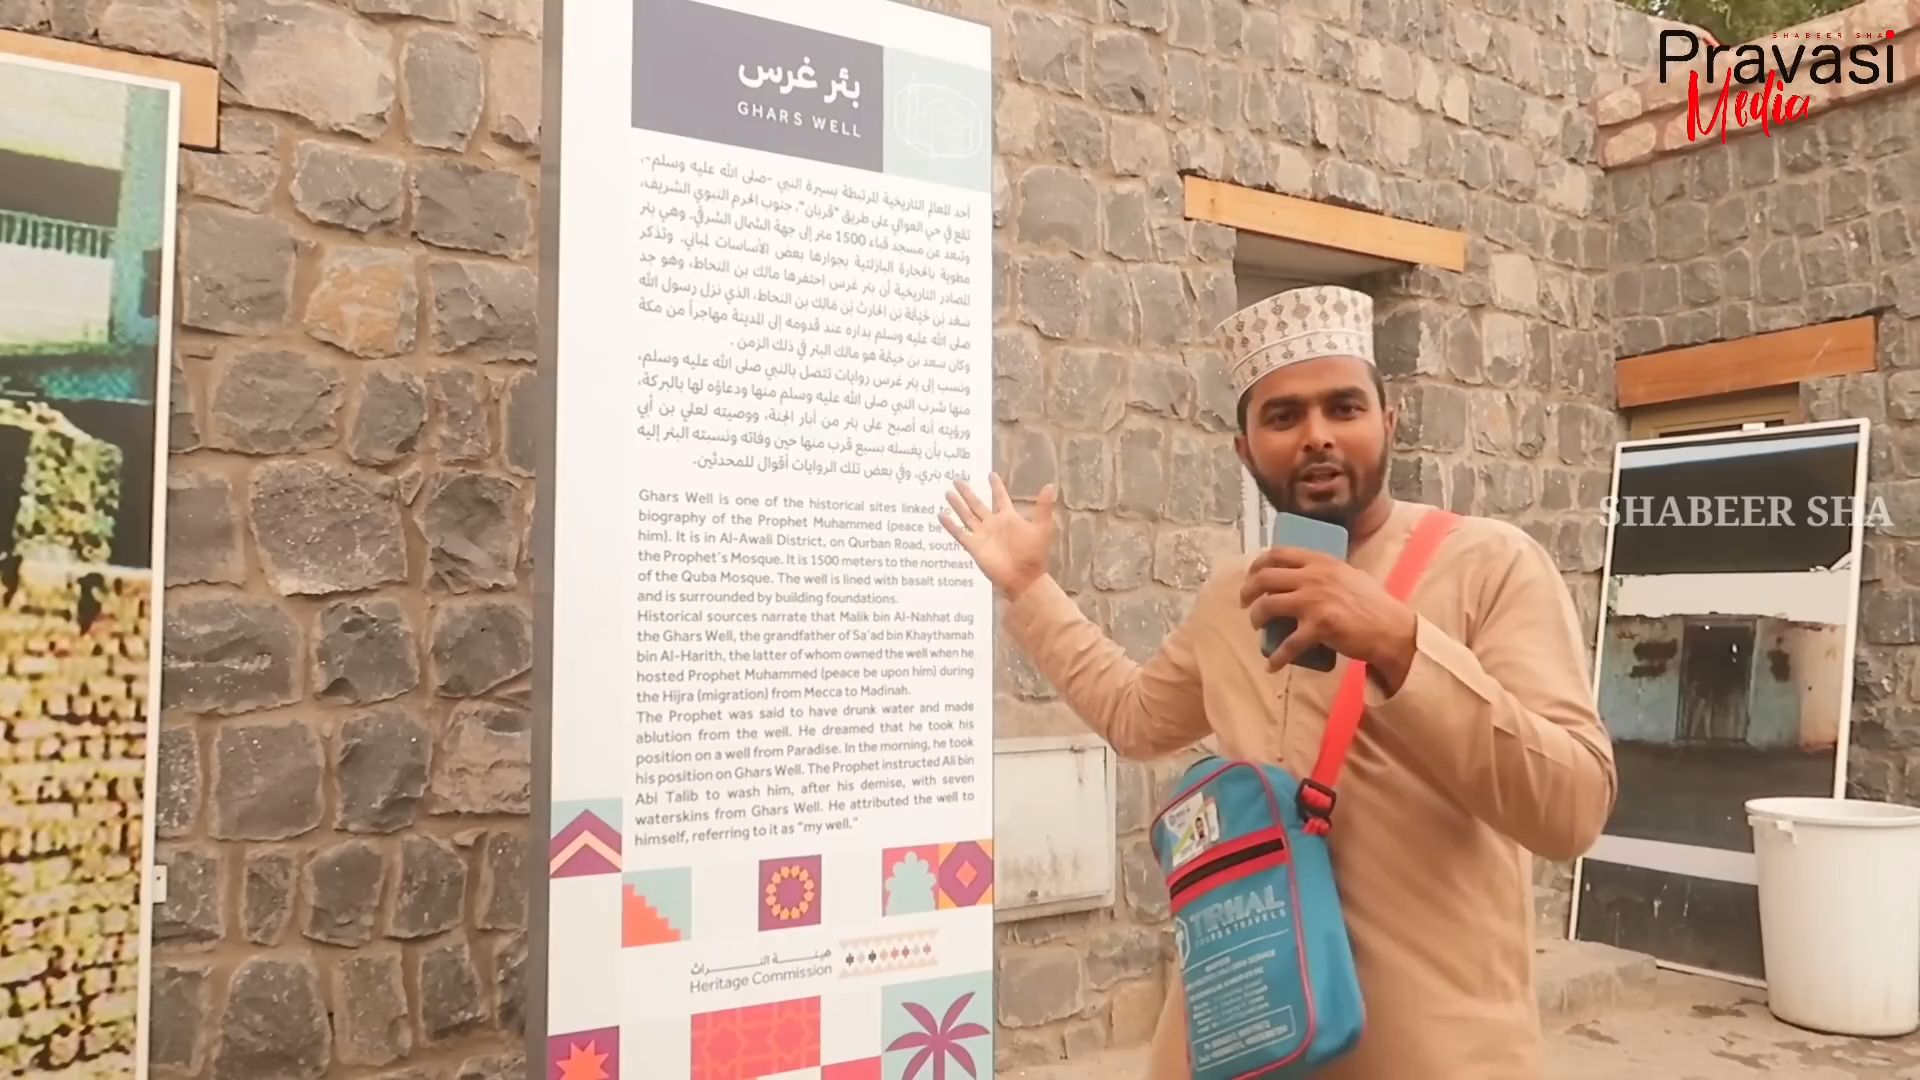 SHABEER SHA
Pravasi
Media
بئر غرس
GHARS WELL
أحد المعالم التاريخية المرتبطة بسيرة النبي -صلى الله عليه وسلم-،
تقع في حي العوالي على طريق "قربان"، جنوب الحرم النبوي الشريف،
وتبعد عن مسجد قباء 1500 متر إلى جهة الشمال الشرقي. وهي بئر
مطوية بالحجارة البازلتية بجوارها بعض الأساسات لمباني. وتذكر
المصادر التاريخية أن بئر غرس احتفرها مالك بن النحاط، وهو جد
سعد بن خيثمة بن الحارث بن مالك بن النحاط، الذي نزل رسول الله
صلى الله عليه وسلم بداره عند قدومه إلى المدينة مهاجراً من مكة
وكان سعد بن خيثمة هو مالك البئر في ذلك الزمن .
ونسب إلى بئر غرس روايات تتصل بالنبي صلى الله عليه وسلم،
منها شرب النبي صلى الله عليه وسلم منها ودعاؤه لها بالبركة،
ورؤيته أنه أصبح على بئر من آبار الجنة، ووصيته لعلي بن أبي
طالب بأن يغسله بسبع قرب منها حين وفاته ونسبته البئر إليه
بقوله بئري. وفي بعض تلك الروايات أقوال للمحدثين.
Ghars Well is one of the historical sites linked to
biography of the Prophet Muhammed (peace be
him). It is in Al-Awali District, on Qurban Road, south
the Prophet's Mosque. It is 1500 meters to the northeast
of the Quba Mosque. The well is lined with basalt stones
and is surrounded by building foundations.
Historical sources narrate that Malik bin Al-Nahhat dug
the Ghars Well, the grandfather of Sa'ad bin Khaythamah
bin Al-Harith, the latter of whom owned the well when he
hosted Prophet Muhammed (peace be upon him) during
the Hijra (migration) from Mecca to Madinah.
The Prophet was said to have drunk water and made
ablution from the well. He dreamed that he took his
position on a well from Paradise. In the morning, he took
his position on Ghars Well. The Prophet instructed Ali bin
Abi Talib to wash him, after his demise, with seven
waterskins from Ghars Well. He attributed the well to
himself, referring to it as "my well."
هيئة التراث
Heritage Commission
SHABEER SHA
TIRHAL
TOURS & TRAVELS